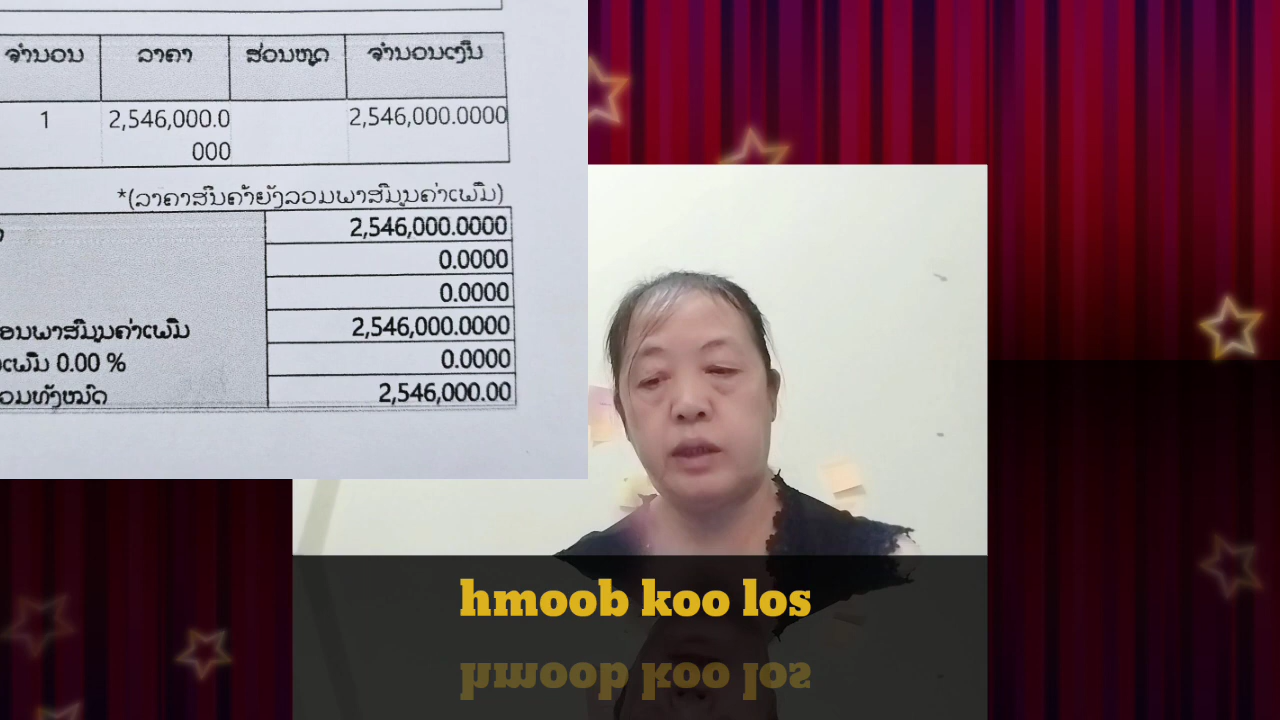 ຈຳນວນ ລາຄາ ສ່ວນຫຼຸດ ຈຳນວນເງິນ
1 2,546,000.0 2,546,000.0000
000
*(ລາຄາສິນຄ້າຍັງລວມພາສີມູນຄ່າເພີ່ມ)
2,546,000.0000
0.0000
0.0000
ອນພາສີມູນຄ່າເພີ່ມ 2,546,000.0000
ເພີ່ມ 0.00 % 0.0000
ວມທັງໝົດ 2,546,000.00
hmoob koo los
hmoob koo los